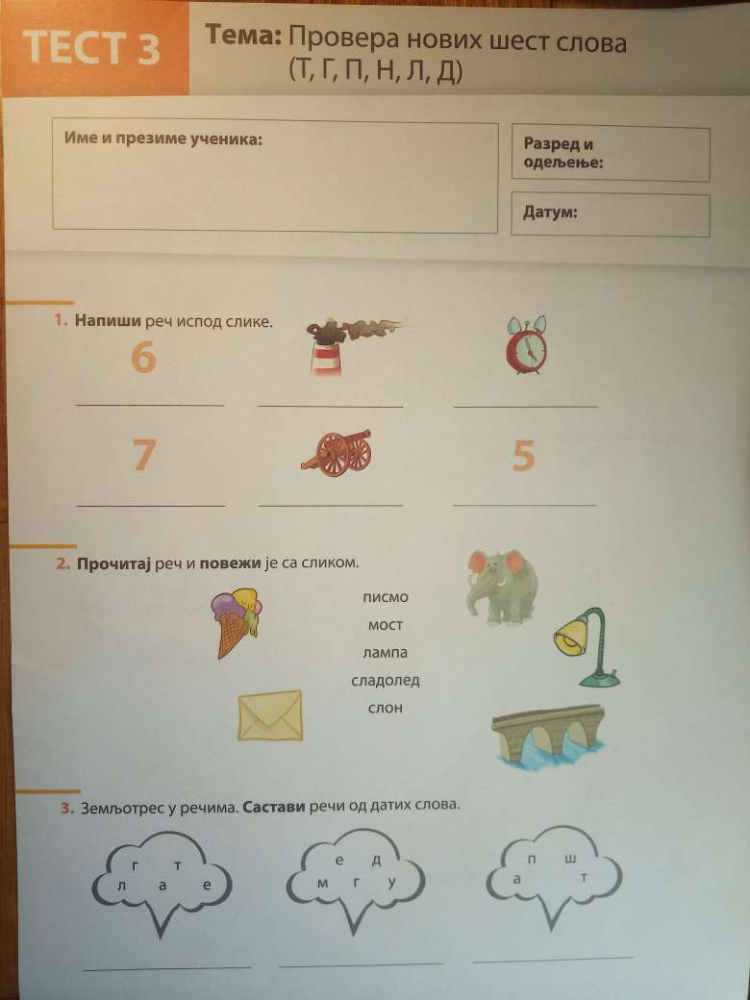 ТЕСТ 3
Тема: Провера нових шест слова
(Т, Г, П, Н, Л, Д)
Име и презиме ученика:
Разред и
одељење:
Датум:
1. Напиши реч испод слике.
6
7
5
2. Прочитај реч и повежи је са сликом.
писмо
мост
лампа
сладолед
слон
3. Земљотрес у речима. Састави речи од датих слова.
г т
л а е
е д
м г у
п ш
а т